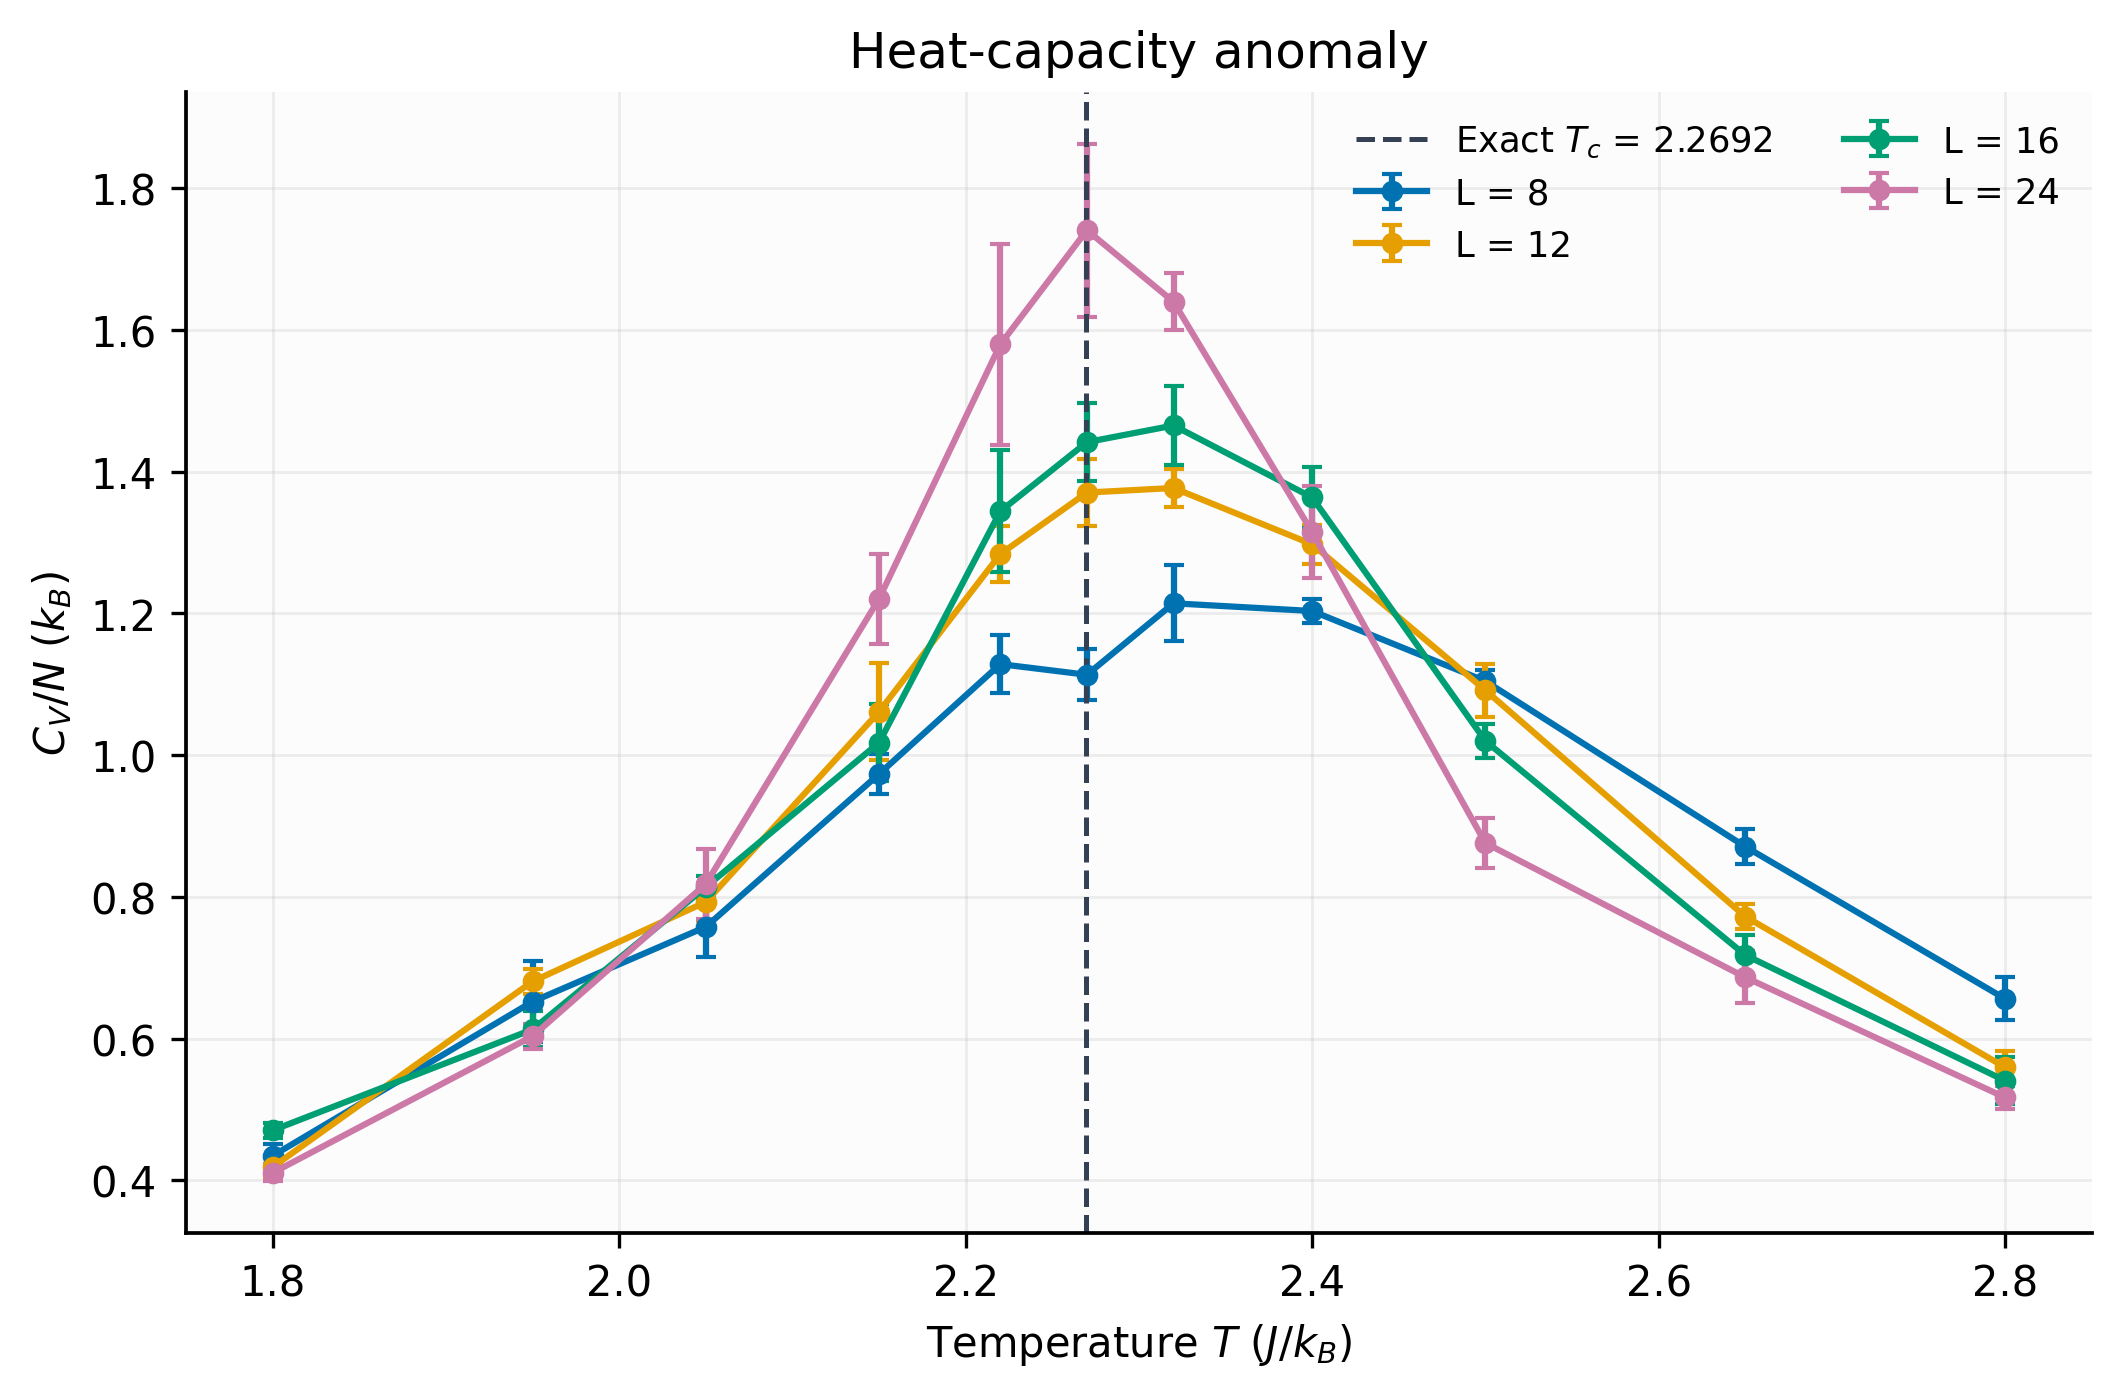 Heat-capacity anomaly
Exact T_c = 2.2692
L = 8
L = 12
L = 16
L = 24
C_V/N (k_B)
1.8
1.6
1.4
1.2
1.0
0.8
0.6
0.4
1.8 2.0 2.2 2.4 2.6 2.8
Temperature T (J/k_B)